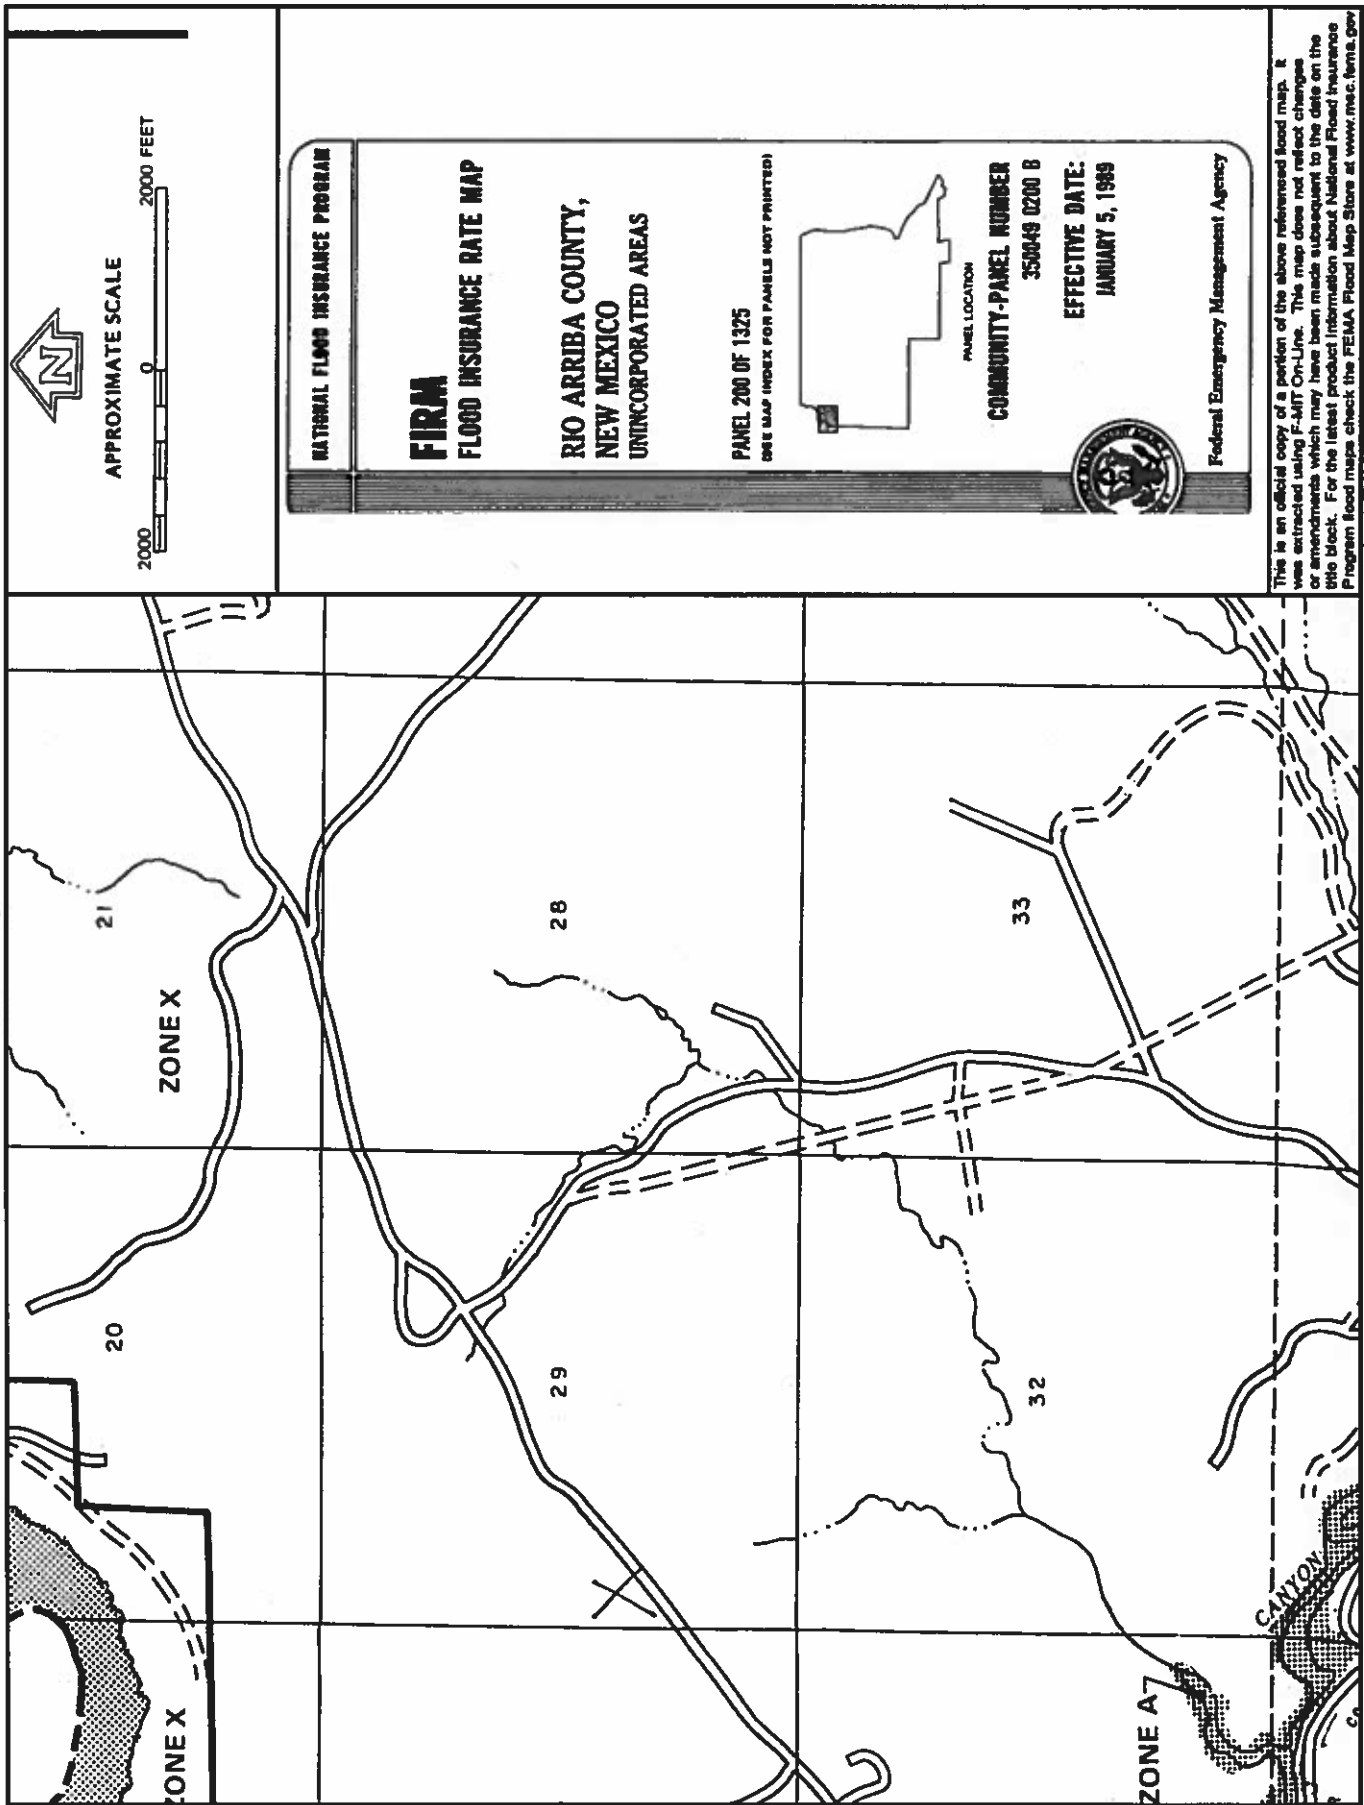 N
APPROXIMATE SCALE
2000 0 2000 FEET
NATIONAL FLOOD INSURANCE PROGRAM
FIRM
FLOOD INSURANCE RATE MAP
RIO ARRIBA COUNTY,
NEW MEXICO
UNINCORPORATED AREAS
PANEL 200 OF 1325
(SEE MAP INDEX FOR PANELS NOT PRINTED)
PANEL LOCATION
COMMUNITY-PANEL NUMBER
350049 0200 B
EFFECTIVE DATE:
JANUARY 5, 1989
Federal Emergency Management Agency
This is an official copy of a portion of the above referenced flood map. It
was extracted using F-MIT On-Line. This map does not reflect changes
or amendments which may have been made subsequent to the date on the
title block. For the latest product information about National Flood Insurance
Program flood maps check the FEMA Flood Map Store at www.msc.fema.gov
21
ZONE X
20
28
29
33
32
ZONE X
ZONE A
CANYON